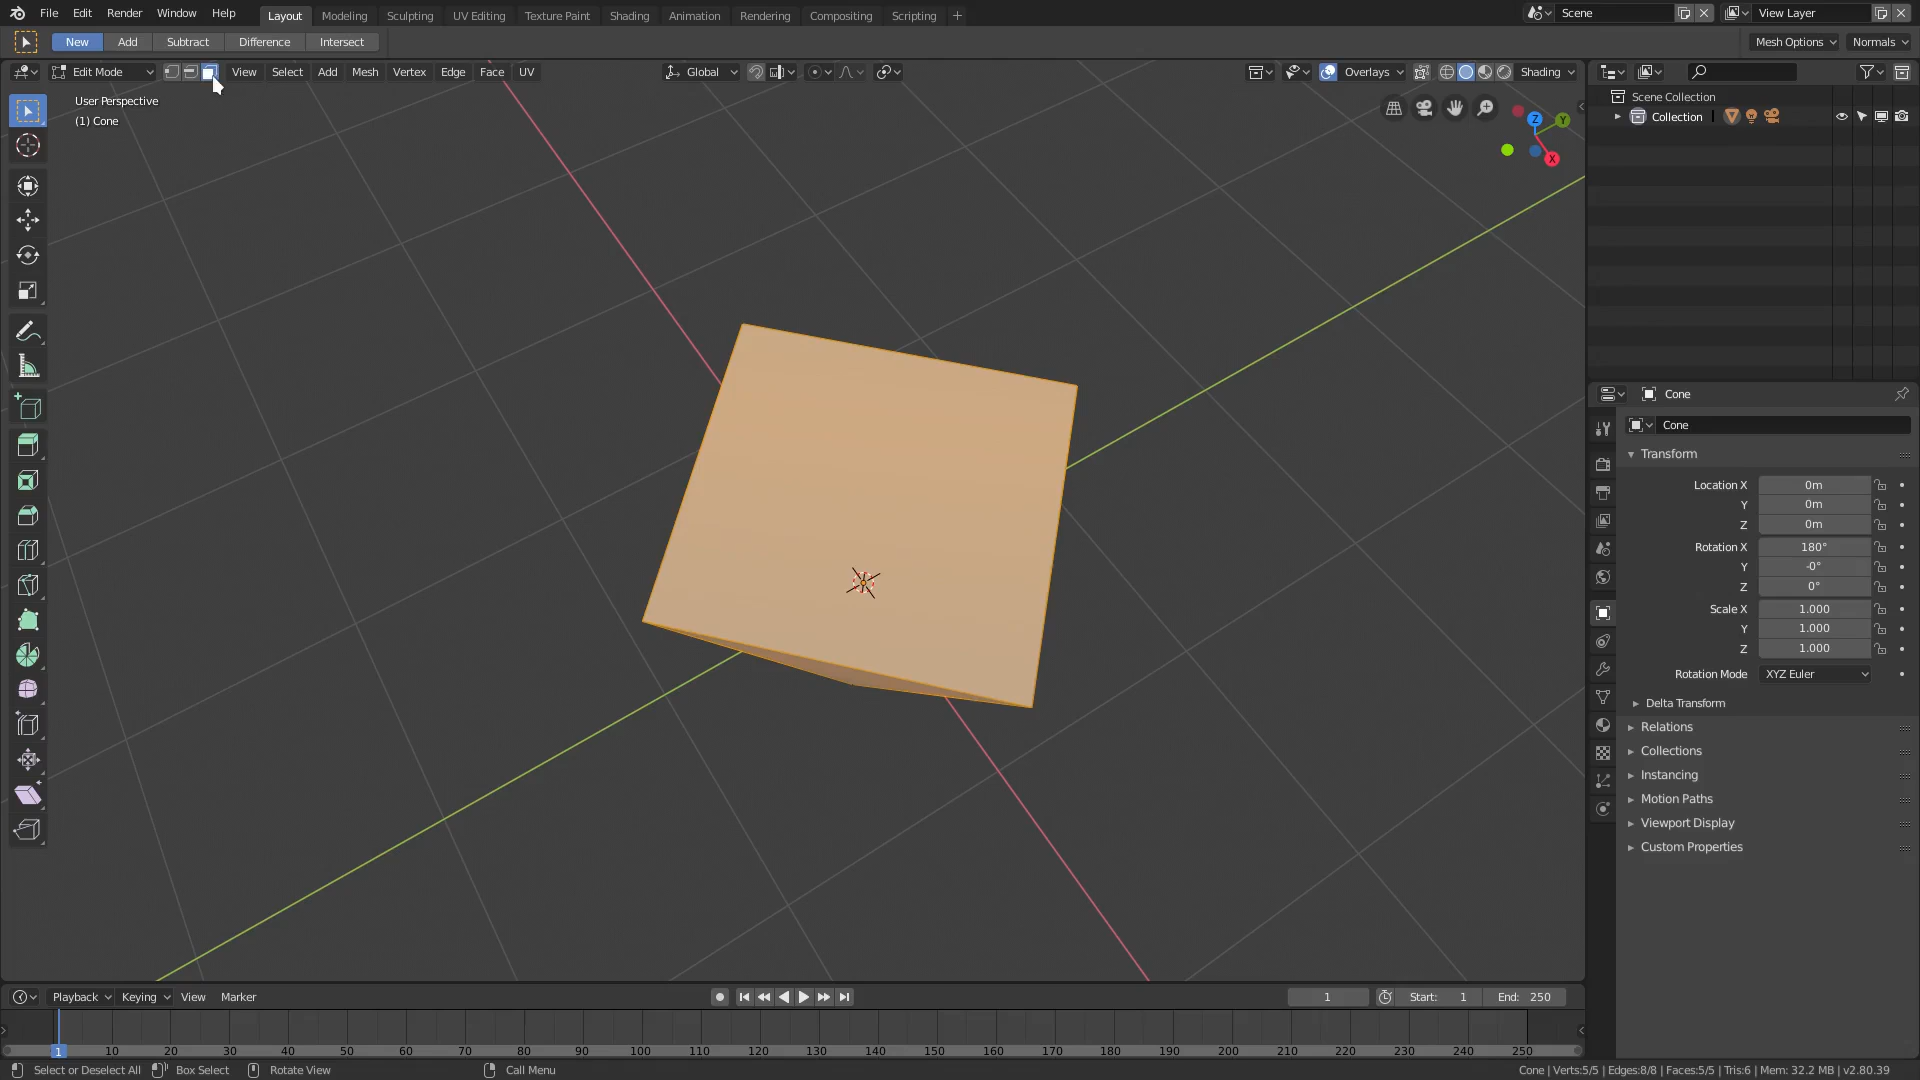 File Edit Render Window Help Layout Modeling Sculpting UV Editing Texture Paint Shading Animation Rendering Compositing Scripting + Scene View Layer
New Add Subtract Difference Intersect Mesh Options Normals
Edit Mode View Select Add Mesh Vertex Edge Face UV Global Overlays Shading
User Perspective
(1) Cone
Z Y X
Scene Collection
Collection
Cone
Cone
Transform
Location X 0m
Y 0m
Z 0m
Rotation X 180°
Y -0°
Z 0°
Scale X 1.000
Y 1.000
Z 1.000
Rotation Mode XYZ Euler
Delta Transform
Relations
Collections
Instancing
Motion Paths
Viewport Display
Custom Properties
Playback Keying View Marker 1 Start: 1 End: 250
1 10 20 30 40 50 60 70 80 90 100 110 120 130 140 150 160 170 180 190 200 210 220 230 240 250
Select or Deselect All Box Select Rotate View Call Menu Cone | Verts:5/5 | Edges:8/8 | Faces:5/5 | Tris:6 | Mem: 32.2 MB | v2.80.39